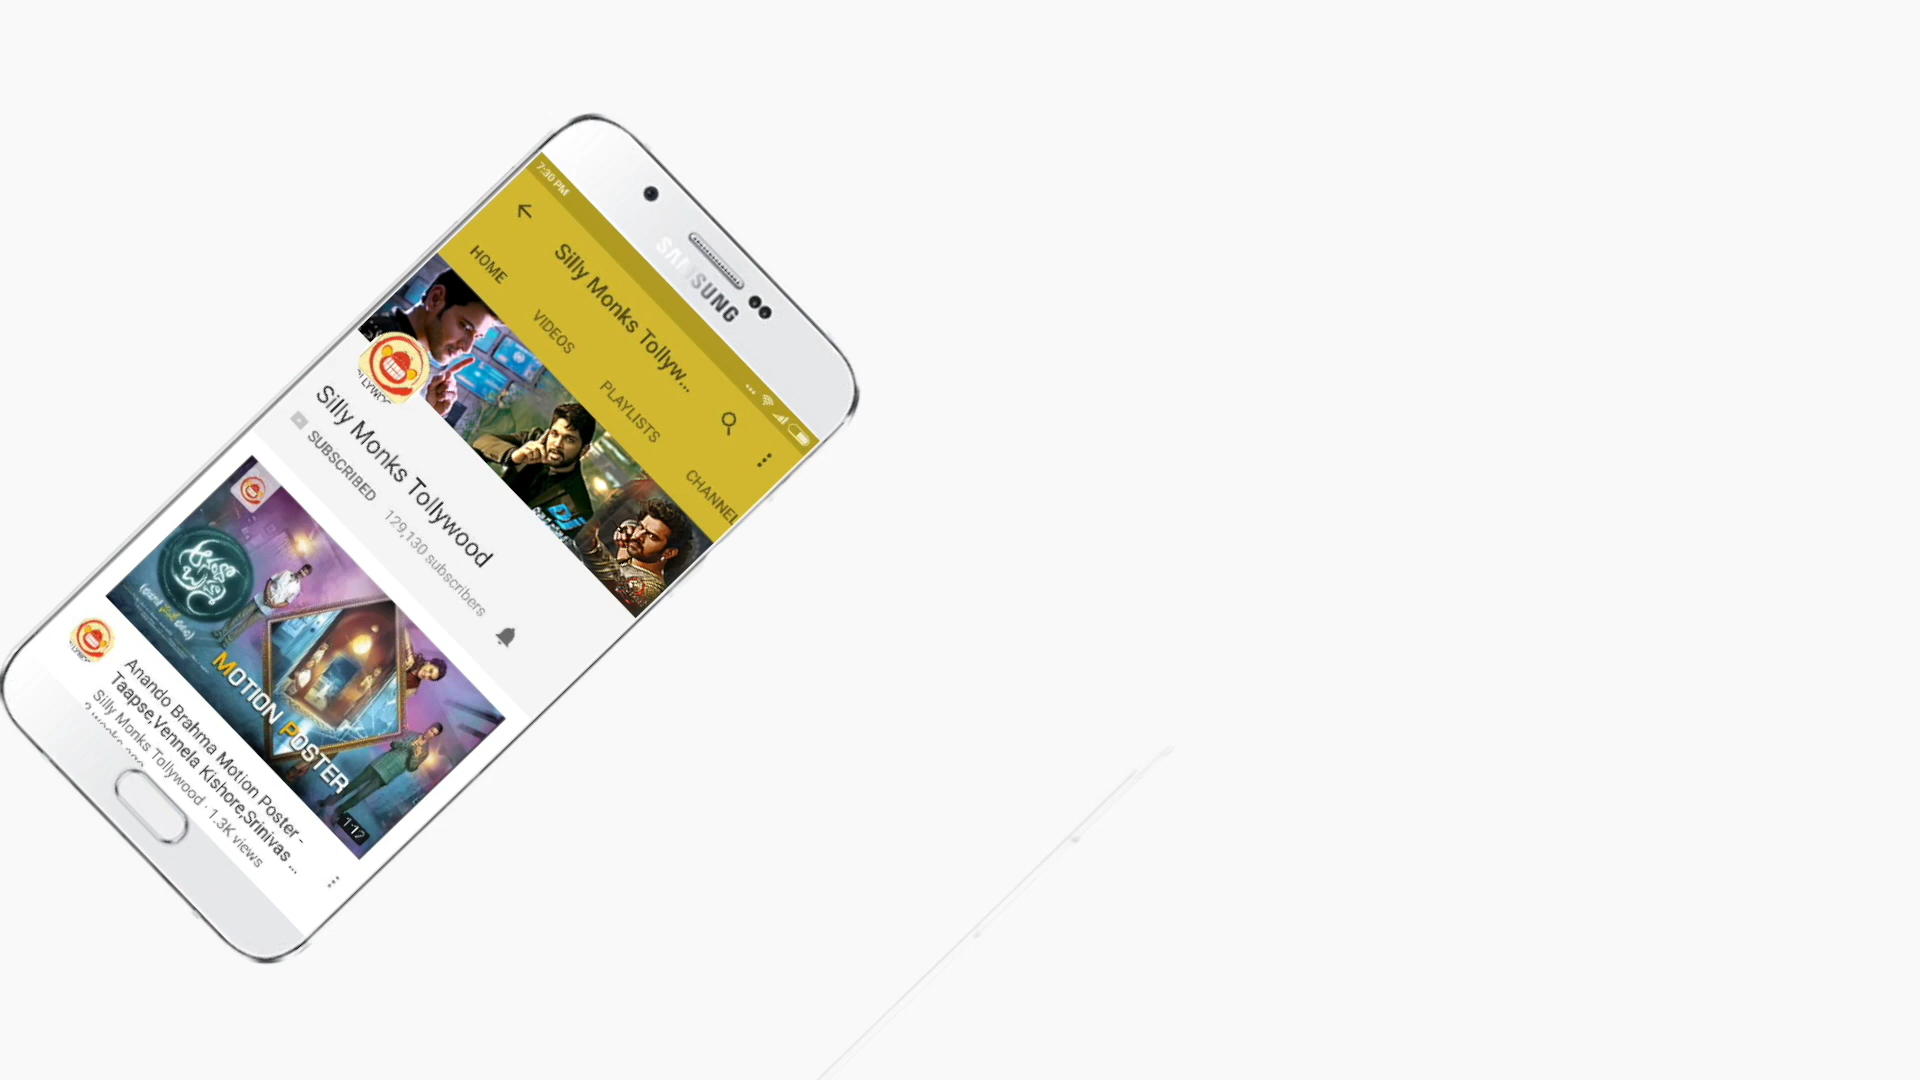 SAMSUNG
7:30 PM
Silly Monks Tollyw...
HOME
VIDEOS
PLAYLISTS
CHANNEL
DJ
Silly Monks Tollywood
SUBSCRIBED
129,130 subscribers
MOTION POSTER
1:12
Anando Brahma Motion Poster -
Taapse,Vennela Kishore,Srinivas ...
Silly Monks Tollywood · 1.3K views